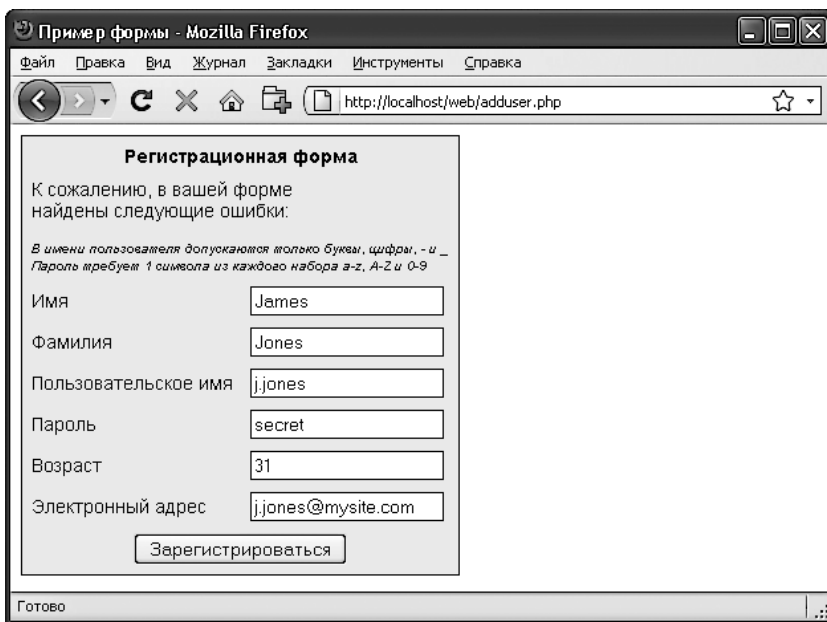 Пример формы - Mozilla Firefox
Файл Правка Вид Журнал Закладки Инструменты Справка
http://localhost/web/adduser.php
Регистрационная форма
К сожалению, в вашей форме
найдены следующие ошибки:
В имени пользователя допускаются только буквы, цифры, - и _
Пароль требует 1 символа из каждого набора a-z, A-Z и 0-9
Имя James
Фамилия Jones
Пользовательское имя j.jones
Пароль secret
Возраст 31
Электронный адрес j.jones@mysite.com
Зарегистрироваться
Готово